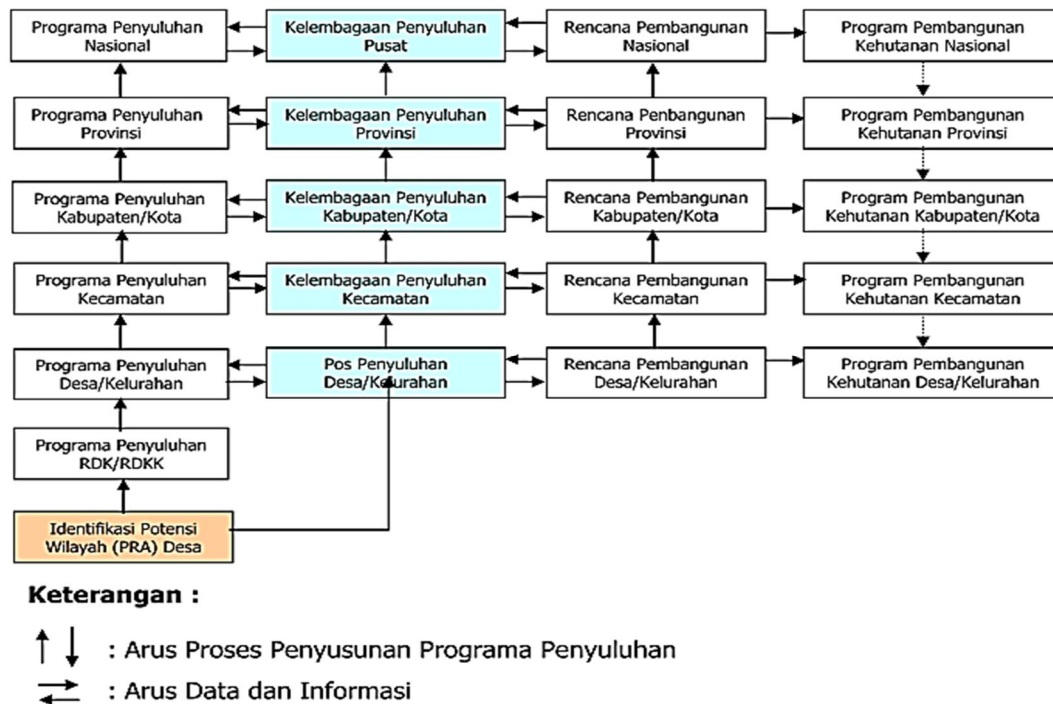 Programa Penyuluhan
Nasional
Kelembagaan Penyuluhan
Pusat
Rencana Pembangunan
Nasional
Program Pembangunan
Kehutanan Nasional
Programa Penyuluhan
Provinsi
Kelembagaan Penyuluhan
Provinsi
Rencana Penbangunan
Provinsi
Program Pembangunan
Kehutanan Provinsi
Programa Penyuluhan
Kabupaten/Kota
Kelembagaan Penyuluhan
Kabupaten/Kota
Rencana Pembangunan
Kabupaten/Kota
Program Pembangunan
Kehutanan Kabupaten/Kota
Programa Penyuluhan
Kecamatan
Kelembagaan Penyuluhan
Kecamatan
Rencana Pembangunan
Kecamatan
Program Pembangunan
Kehutanan Kecamatan
Programa Penyuluhan
Desa/Kelurahan
Pos Penyuluhan
Desa/Kelurahan
Rencana Pembangunan
Desa/Kelurahan
Program Pembangunan
Kehutanan Desa/Kelurahan
Programa Penyuluhan
RDK/RDKK
Identifikasi Potensi
Wilayah (PRA) Desa
Keterangan :
: Arus Proses Penyusunan Programa Penyuluhan
: Arus Data dan Informasi